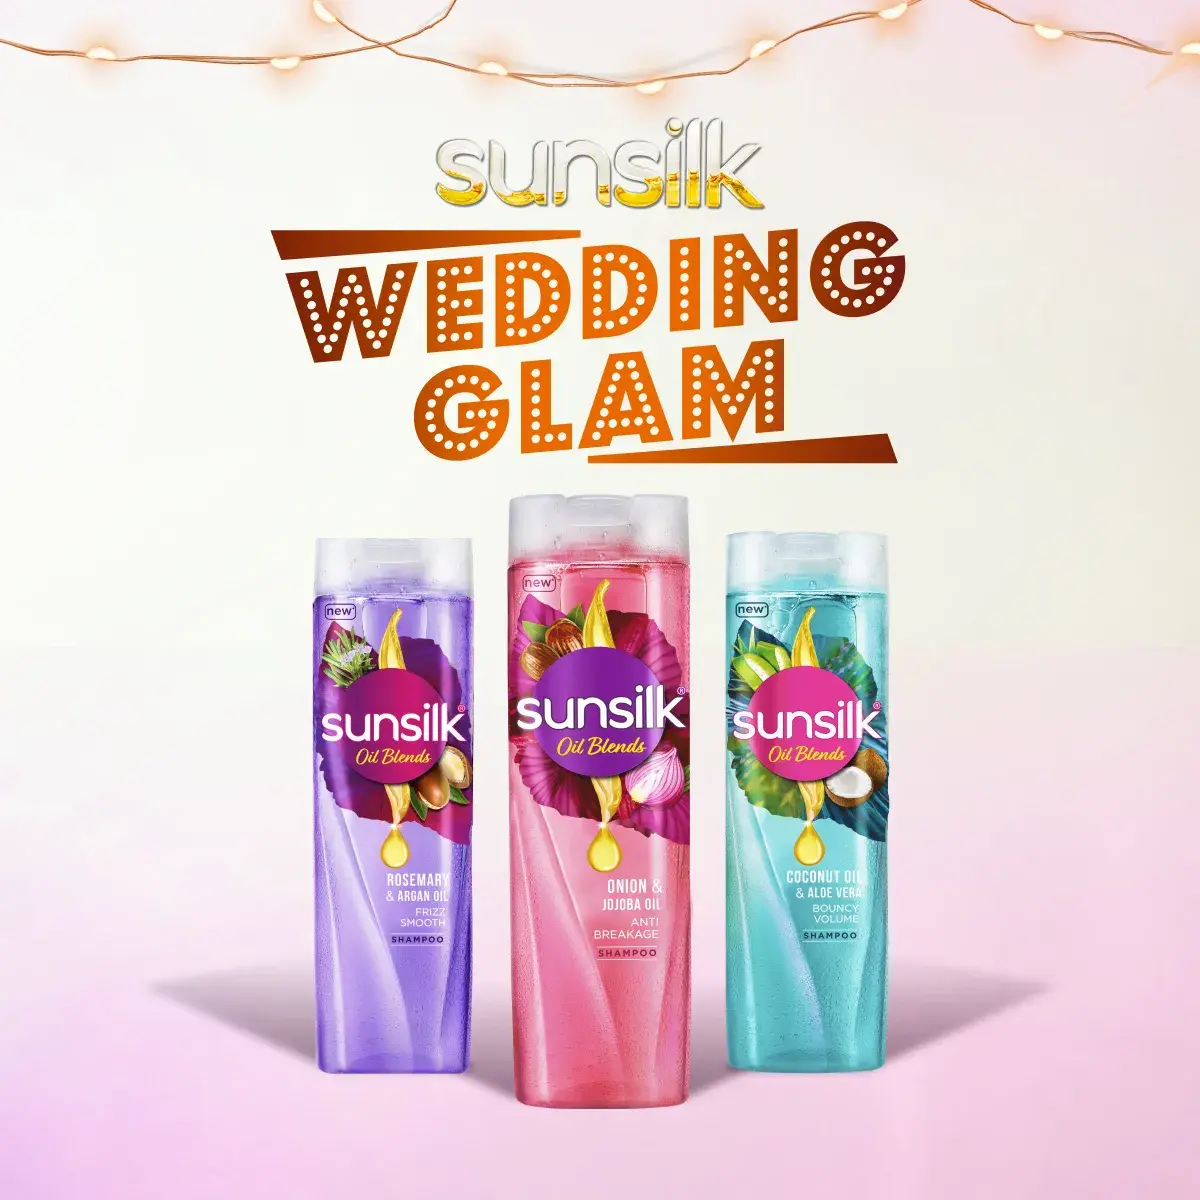 sunsilk
WEDDING
GLAM
new
sunsilk®
Oil Blends
ROSEMARY
& ARGAN OIL
FRIZZ
SMOOTH
SHAMPOO
new
sunsilk®
Oil Blends
ONION &
JOJOBA OIL
ANTI
BREAKAGE
SHAMPOO
new
sunsilk®
Oil Blends
COCONUT OIL
& ALOE VERA
BOUNCY
VOLUME
SHAMPOO